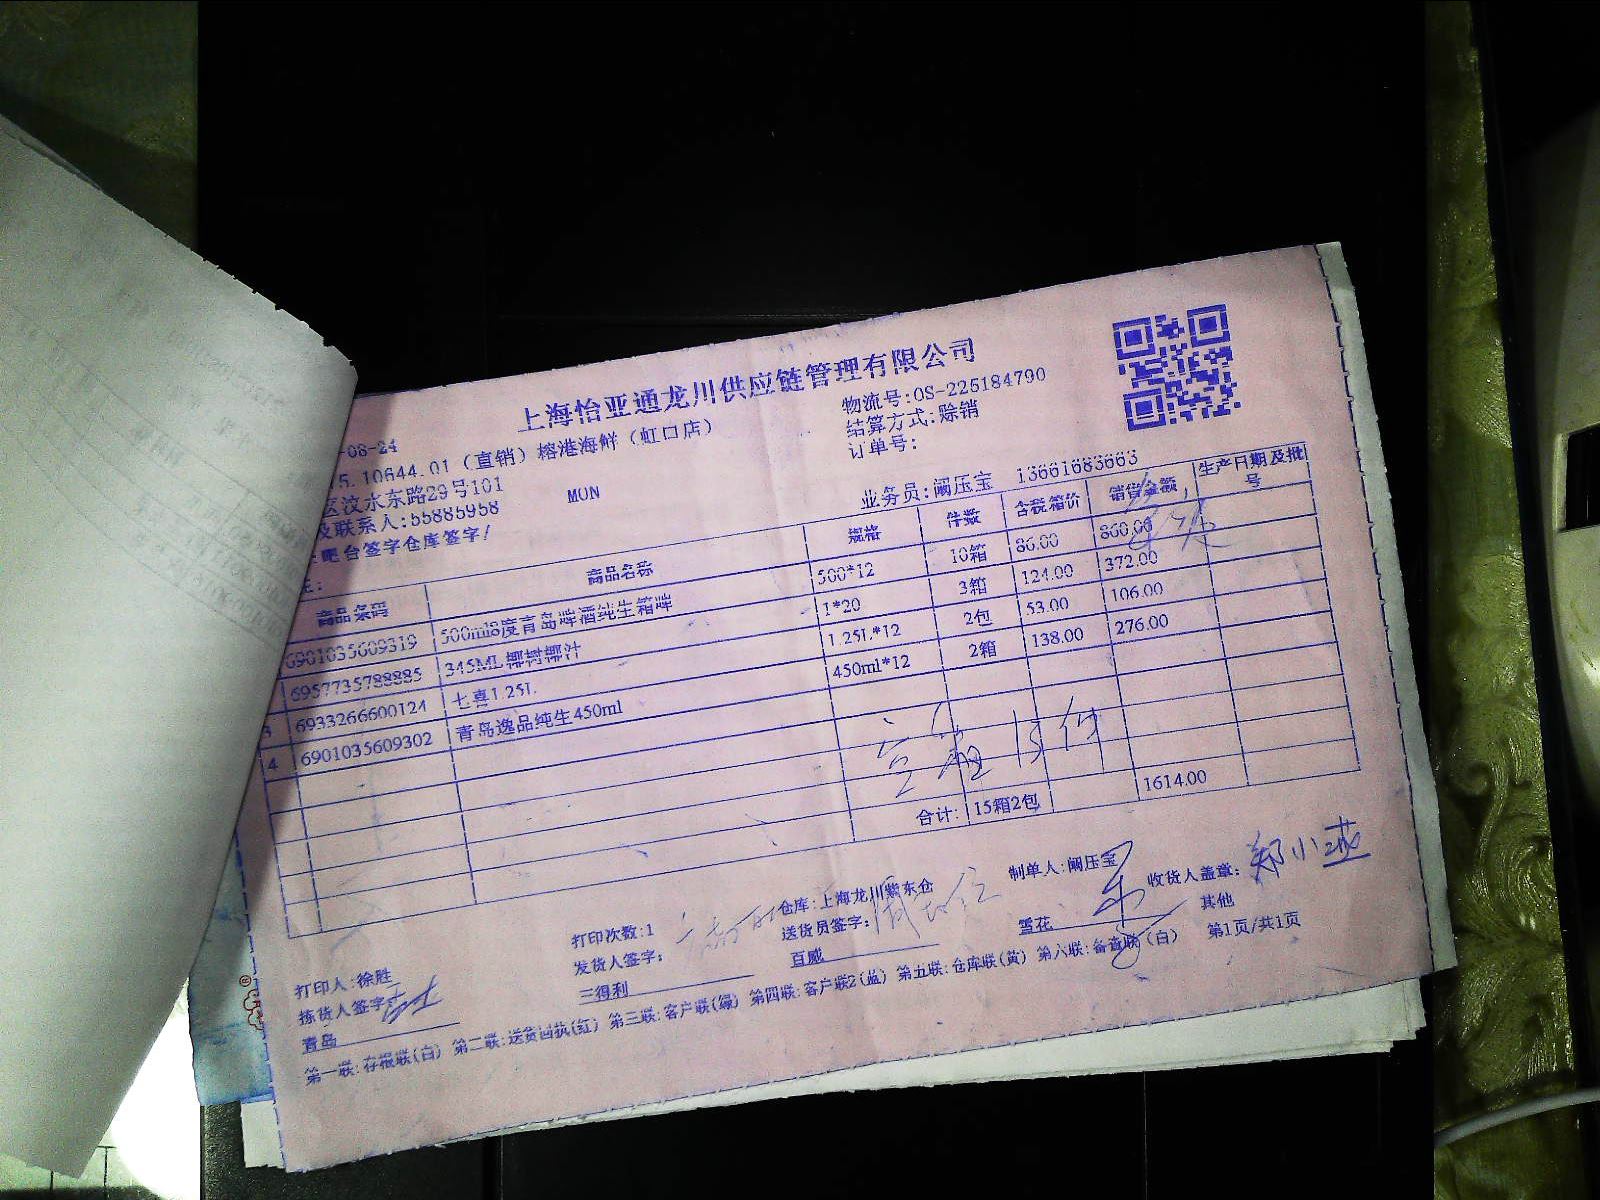 上海怡亚通龙川供应链管理有限公司
-08-24
物流号:OS-225184790
15.10644.01(直销)榕港海鲜(虹口店)
结算方式:赊销
区汶水东路29号101
MON
订单号:
及联系人:55885958
业务员:阚压宝 13661683663
吧台签字仓库签字!
商品条码 商品名称 规格 件数 含税箱价 销售金额 生产日期及批号
6901035609319 500ml8度青岛啤酒纯生箱啤 500*12 10箱 86.00 860.00
6957735788885 345ML椰树椰汁 1*20 3箱 124.00 372.00
3 6933266600124 七喜1.25L 1.25L*12 2包 53.00 106.00
4 6901035609302 青岛逸品纯生450ml 450ml*12 2箱 138.00 276.00
空箱 13件
合计: 15箱2包 1614.00
打印人:徐胜 打印次数:1 仓库:上海龙川紫东仓 制单人:阚压宝 收货人盖章: 郑小
拣货人签字 发货人签字: 送货员签字: 雪花 其他
青岛 三得利 百威
第一联:存根联(白) 第二联:送货回执(红) 第三联:客户联(绿) 第四联:客户联2(蓝) 第五联:仓库联(黄) 第六联:备查联(白) 第1页/共1页